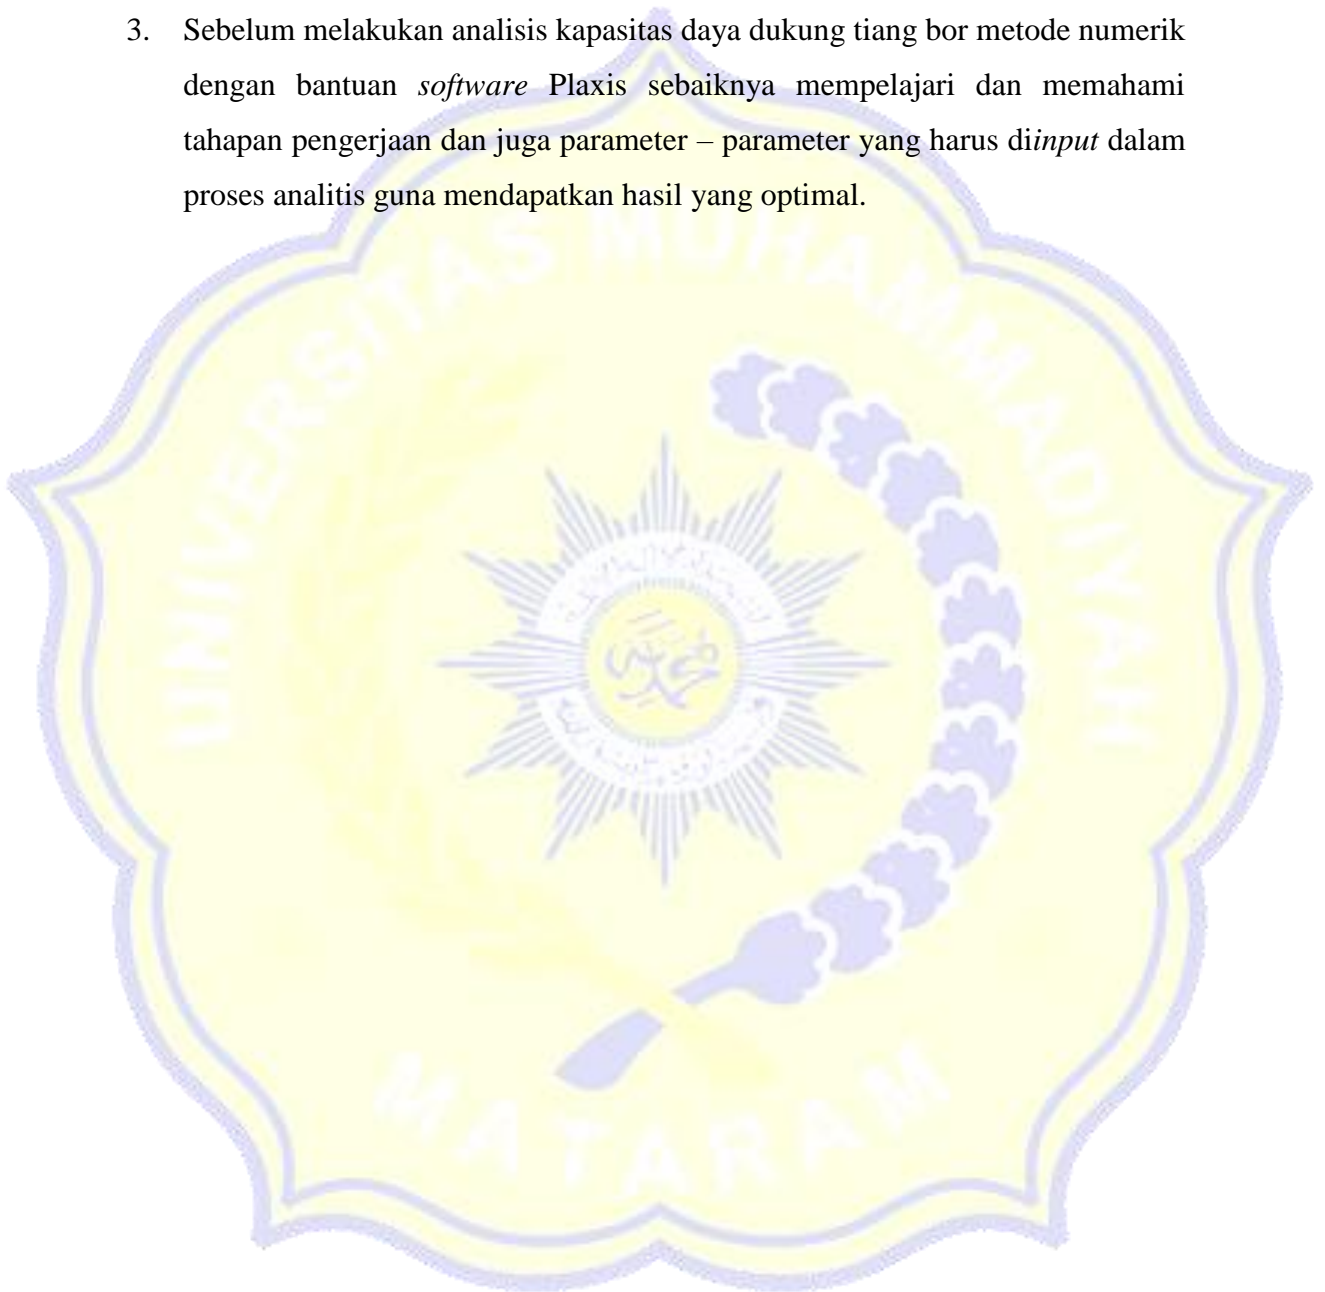 3. Sebelum melakukan analisis kapasitas daya dukung tiang bor metode numerik
dengan bantuan software Plaxis sebaiknya mempelajari dan memahami
tahapan pengerjaan dan juga parameter – parameter yang harus diinput dalam
proses analitis guna mendapatkan hasil yang optimal.
UNIVERSITAS MUHAMMADIYAH
MATARAM